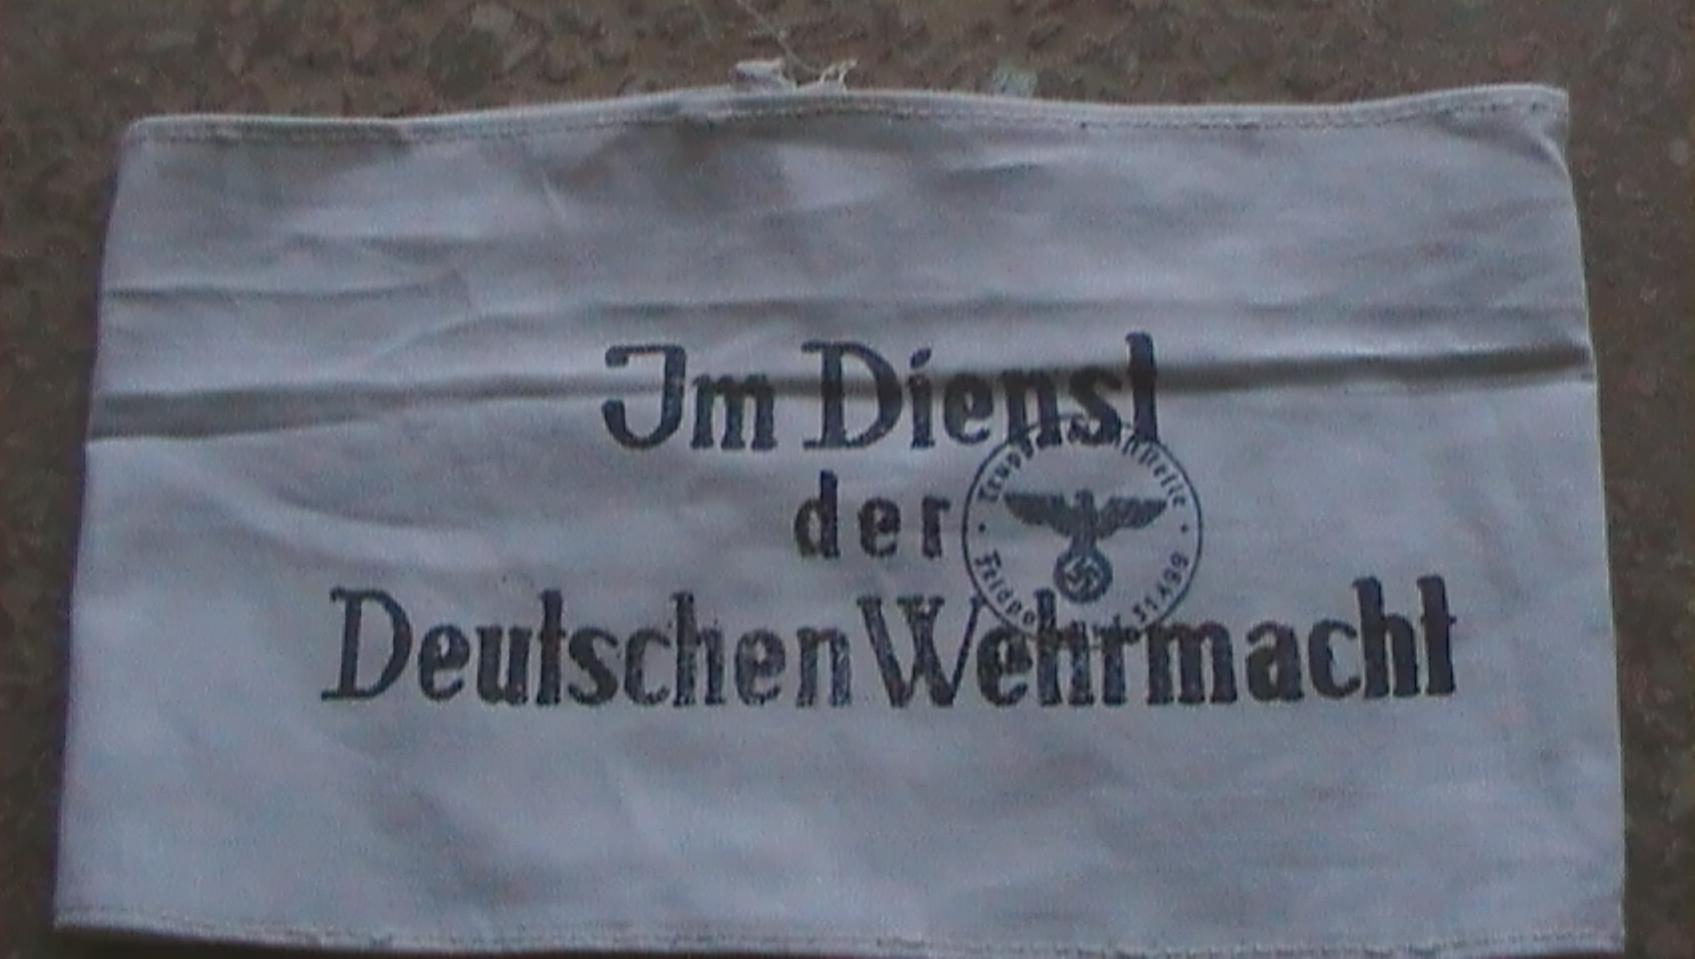 Im Dienst
der
Deutschen Wehrmacht